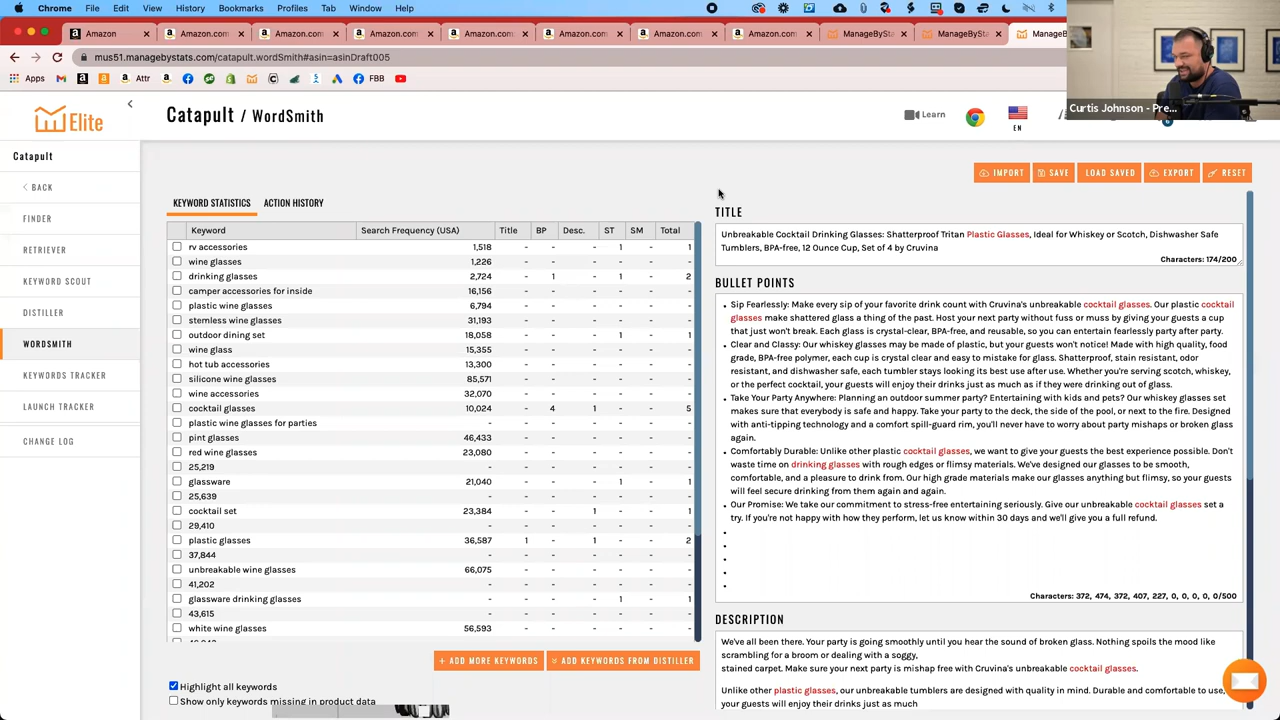 Chrome File Edit View History Bookmarks Profiles Tab Window Help
Amazon
Amazon.com
Amazon.com
Amazon.com
Amazon.com
Amazon.com
Amazon.com
Amazon.com
ManageBySta
ManageBySta
ManageBySta
mus51.managebystats.com/catapult.wordSmith#asin=asinDraft005
Apps Attr FBB
Curtis Johnson - Pre...
Elite
Catapult / WordSmith
Learn
EN
Catapult
BACK
FINDER
RETRIEVER
KEYWORD SCOUT
DISTILLER
WORDSMITH
KEYWORDS TRACKER
LAUNCH TRACKER
CHANGE LOG
IMPORT SAVE LOAD SAVED EXPORT RESET
KEYWORD STATISTICS ACTION HISTORY
Keyword Search Frequency (USA) Title BP Desc. ST SM Total
rv accessories 1,518 - - - 1 - 1
wine glasses 1,226 - - - - - -
drinking glasses 2,724 - 1 - 1 - 2
camper accessories for inside 16,156 - - - - - -
plastic wine glasses 6,794 - - - - - -
stemless wine glasses 31,193 - - - - - -
outdoor dining set 18,058 - - - 1 - 1
wine glass 15,355 - - - - - -
hot tub accessories 13,300 - - - - - -
silicone wine glasses 85,571 - - - - - -
wine accessories 32,070 - - - - - -
cocktail glasses 10,024 - 4 1 - - 5
plastic wine glasses for parties - - - - - - -
pint glasses 46,433 - - - - - -
red wine glasses 23,080 - - - - - -
25,219 - - - - - - -
glassware 21,040 - - - 1 - 1
25,639 - - - - - - -
cocktail set 23,384 - - 1 - - 1
29,410 - - - - - - -
plastic glasses 36,587 1 - 1 - - 2
37,844 - - - - - - -
unbreakable wine glasses 66,075 - - - - - -
41,202 - - - - - - -
glassware drinking glasses - - - - 1 - 1
43,615 - - - - - - -
white wine glasses 56,593 - - - - - -
+ ADD MORE KEYWORDS ADD KEYWORDS FROM DISTILLER
Highlight all keywords
Show only keywords missing in product data
TITLE
Unbreakable Cocktail Drinking Glasses: Shatterproof Tritan Plastic Glasses, Ideal for Whiskey or Scotch, Dishwasher Safe
Tumblers, BPA-free, 12 Ounce Cup, Set of 4 by Cruvina
Characters: 174/200
BULLET POINTS
• Sip Fearlessly: Make every sip of your favorite drink count with Cruvina's unbreakable cocktail glasses. Our plastic cocktail
glasses make shattered glass a thing of the past. Host your next party without fuss or muss by giving your guests a cup
that just won't break. Each glass is crystal-clear, BPA-free, and reusable, so you can entertain fearlessly party after party.
• Clear and Classy: Our whiskey glasses may be made of plastic, but your guests won't notice! Made with high quality, food
grade, BPA-free polymer, each cup is crystal clear and easy to mistake for glass. Shatterproof, stain resistant, odor
resistant, and dishwasher safe, each tumbler stays looking its best use after use. Whether you're serving scotch, whiskey,
or the perfect cocktail, your guests will enjoy their drinks just as much as if they were drinking out of glass.
• Take Your Party Anywhere: Planning an outdoor summer party? Entertaining with kids and pets? Our whiskey glasses set
makes sure that everybody is safe and happy. Take your party to the deck, the side of the pool, or next to the fire. Designed
with anti-tipping technology and a comfort spill-guard rim, you'll never have to worry about party mishaps or broken glass
again.
• Comfortably Durable: Unlike other plastic cocktail glasses, we want to give your guests the best experience possible. Don't
waste time on drinking glasses with rough edges or flimsy materials. We've designed our glasses to be smooth,
comfortable, and a pleasure to drink from. Our high grade materials make our glasses anything but flimsy, so your guests
will feel secure drinking from them again and again.
• Our Promise: We take our commitment to stress-free entertaining seriously. Give our unbreakable cocktail glasses set a
try. If you're not happy with how they perform, let us know within 30 days and we'll give you a full refund.
Characters: 372, 474, 372, 407, 227, 0, 0, 0, 0, 0/500
DESCRIPTION
We've all been there. Your party is going smoothly until you hear the sound of broken glass. Nothing spoils the mood like
scrambling for a broom or dealing with a soggy,
stained carpet. Make sure your next party is mishap free with Cruvina's unbreakable cocktail glasses.
Unlike other plastic glasses, our unbreakable tumblers are designed with quality in mind. Durable and comfortable to use,
your guests will enjoy their drinks just as much